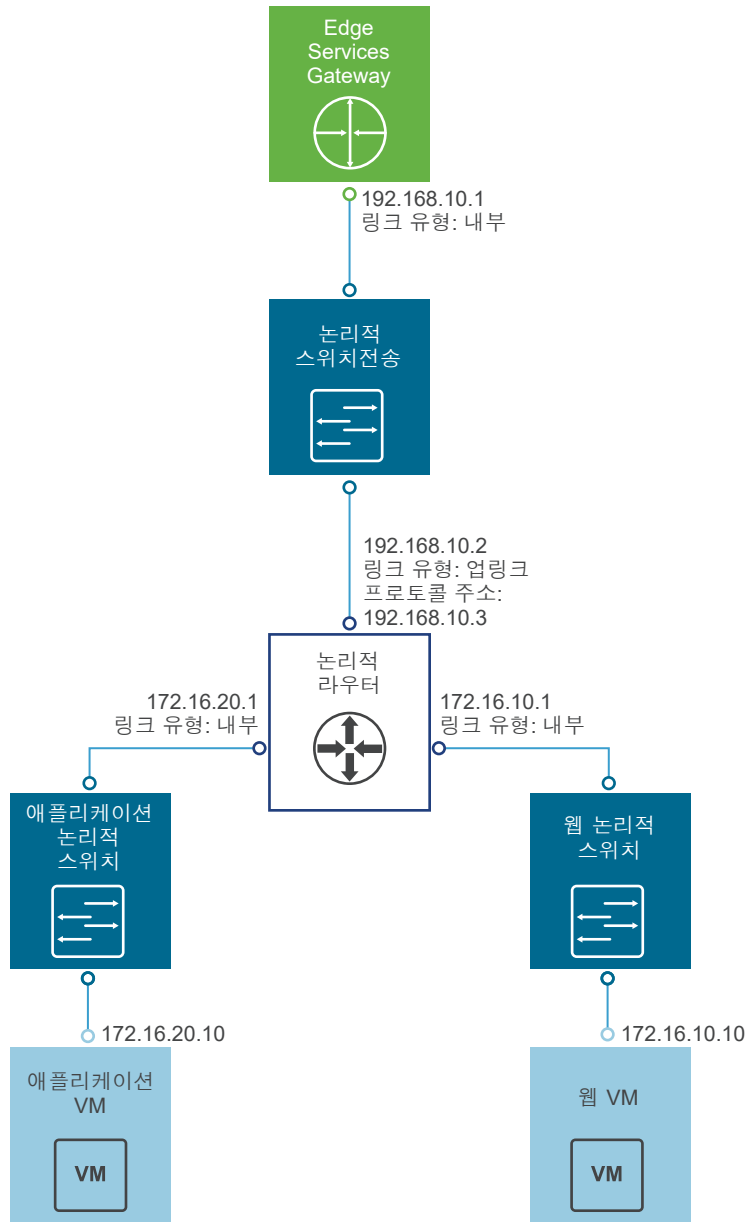 Edge
Services
Gateway
192.168.10.1
링크 유형: 내부
논리적
스위치전송
192.168.10.2
링크 유형: 업링크
프로토콜 주소:
192.168.10.3
논리적
라우터
172.16.20.1
링크 유형: 내부
172.16.10.1
링크 유형: 내부
애플리케이션
논리적
스위치
웹 논리적
스위치
172.16.20.10
172.16.10.10
애플리케이션
VM
VM
웹 VM
VM